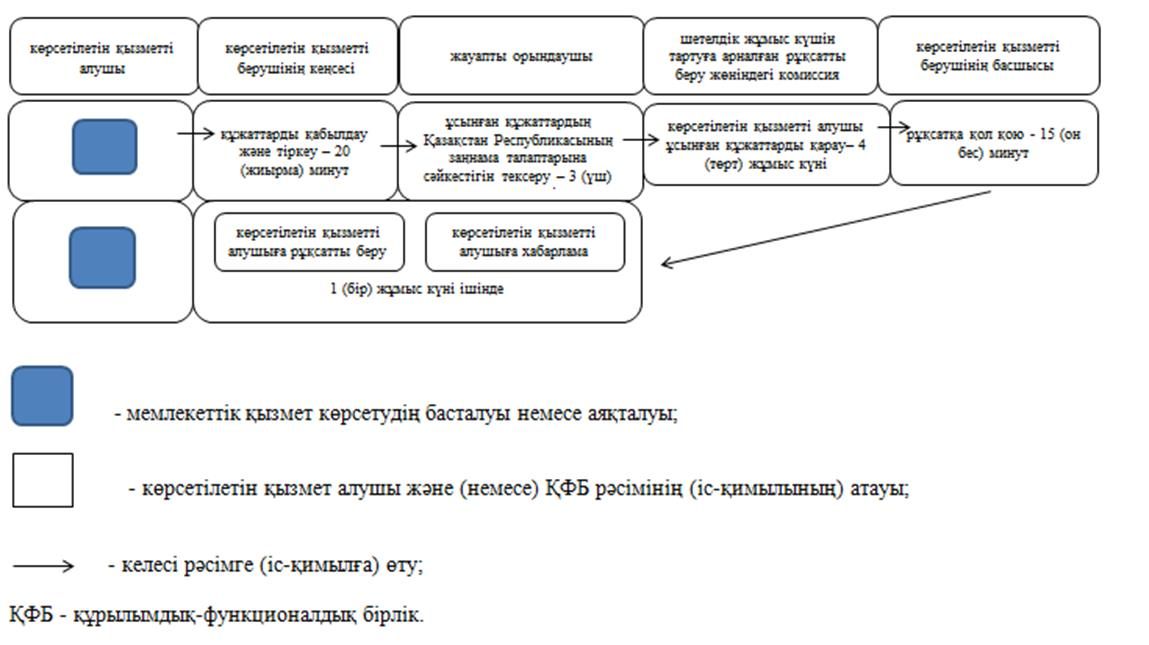 көрсетілетін қызметті
алушы
көрсетілетін қызметті
берушінің кеңсесі
жауапты орындаушы
шетелдік жұмыс күшін
тартуға арналған рұқсатты
беру жөніндегі комиссия
көрсетілетін қызметті
берушінің басшысы
құжаттарды қабылдау
және тіркеу – 20
(жиырма) минут
ұсынған құжаттардың
Қазақстан Республикасының
заңнама талаптарына
сәйкестігін тексеру – 3 (үш)
көрсетілетін қызметті алушы
ұсынған құжаттарды қарау– 4
(төрт) жұмыс күні
рұқсатқа қол қою - 15 (он
бес) минут
көрсетілетін қызметті
алушыға рұқсатты беру
көрсетілетін қызметті
алушыға хабарлама
1 (бір) жұмыс күні ішінде
- мемлекеттік қызмет көрсетудің басталуы немесе аяқталуы;
- көрсетілетін қызмет алушы және (немесе) ҚФБ рәсімінің (іс-қимылының) атауы;
- келесі рәсімге (іс-қимылға) өту;
ҚФБ - құрылымдық-функционалдық бірлік.